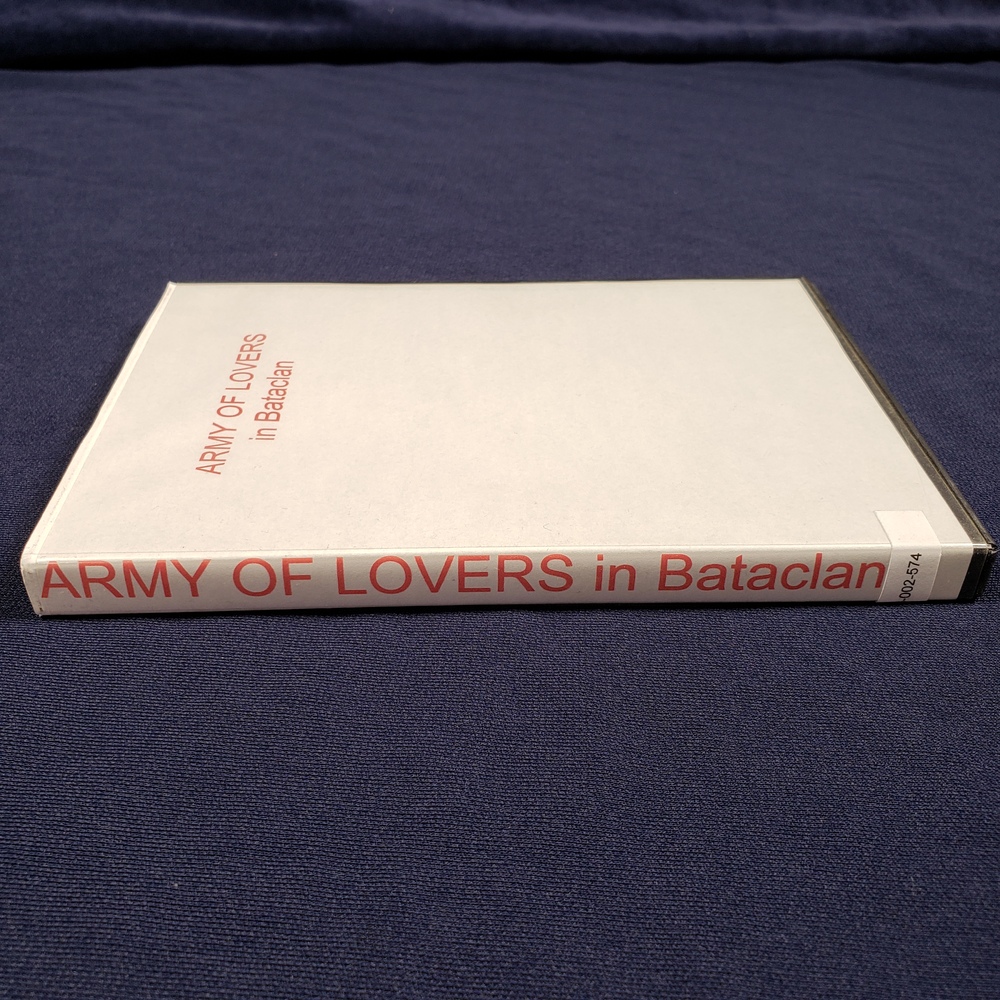 ARMY OF LOVERS
in Bataclan
ARMY OF LOVERS in Bataclan
-002-574